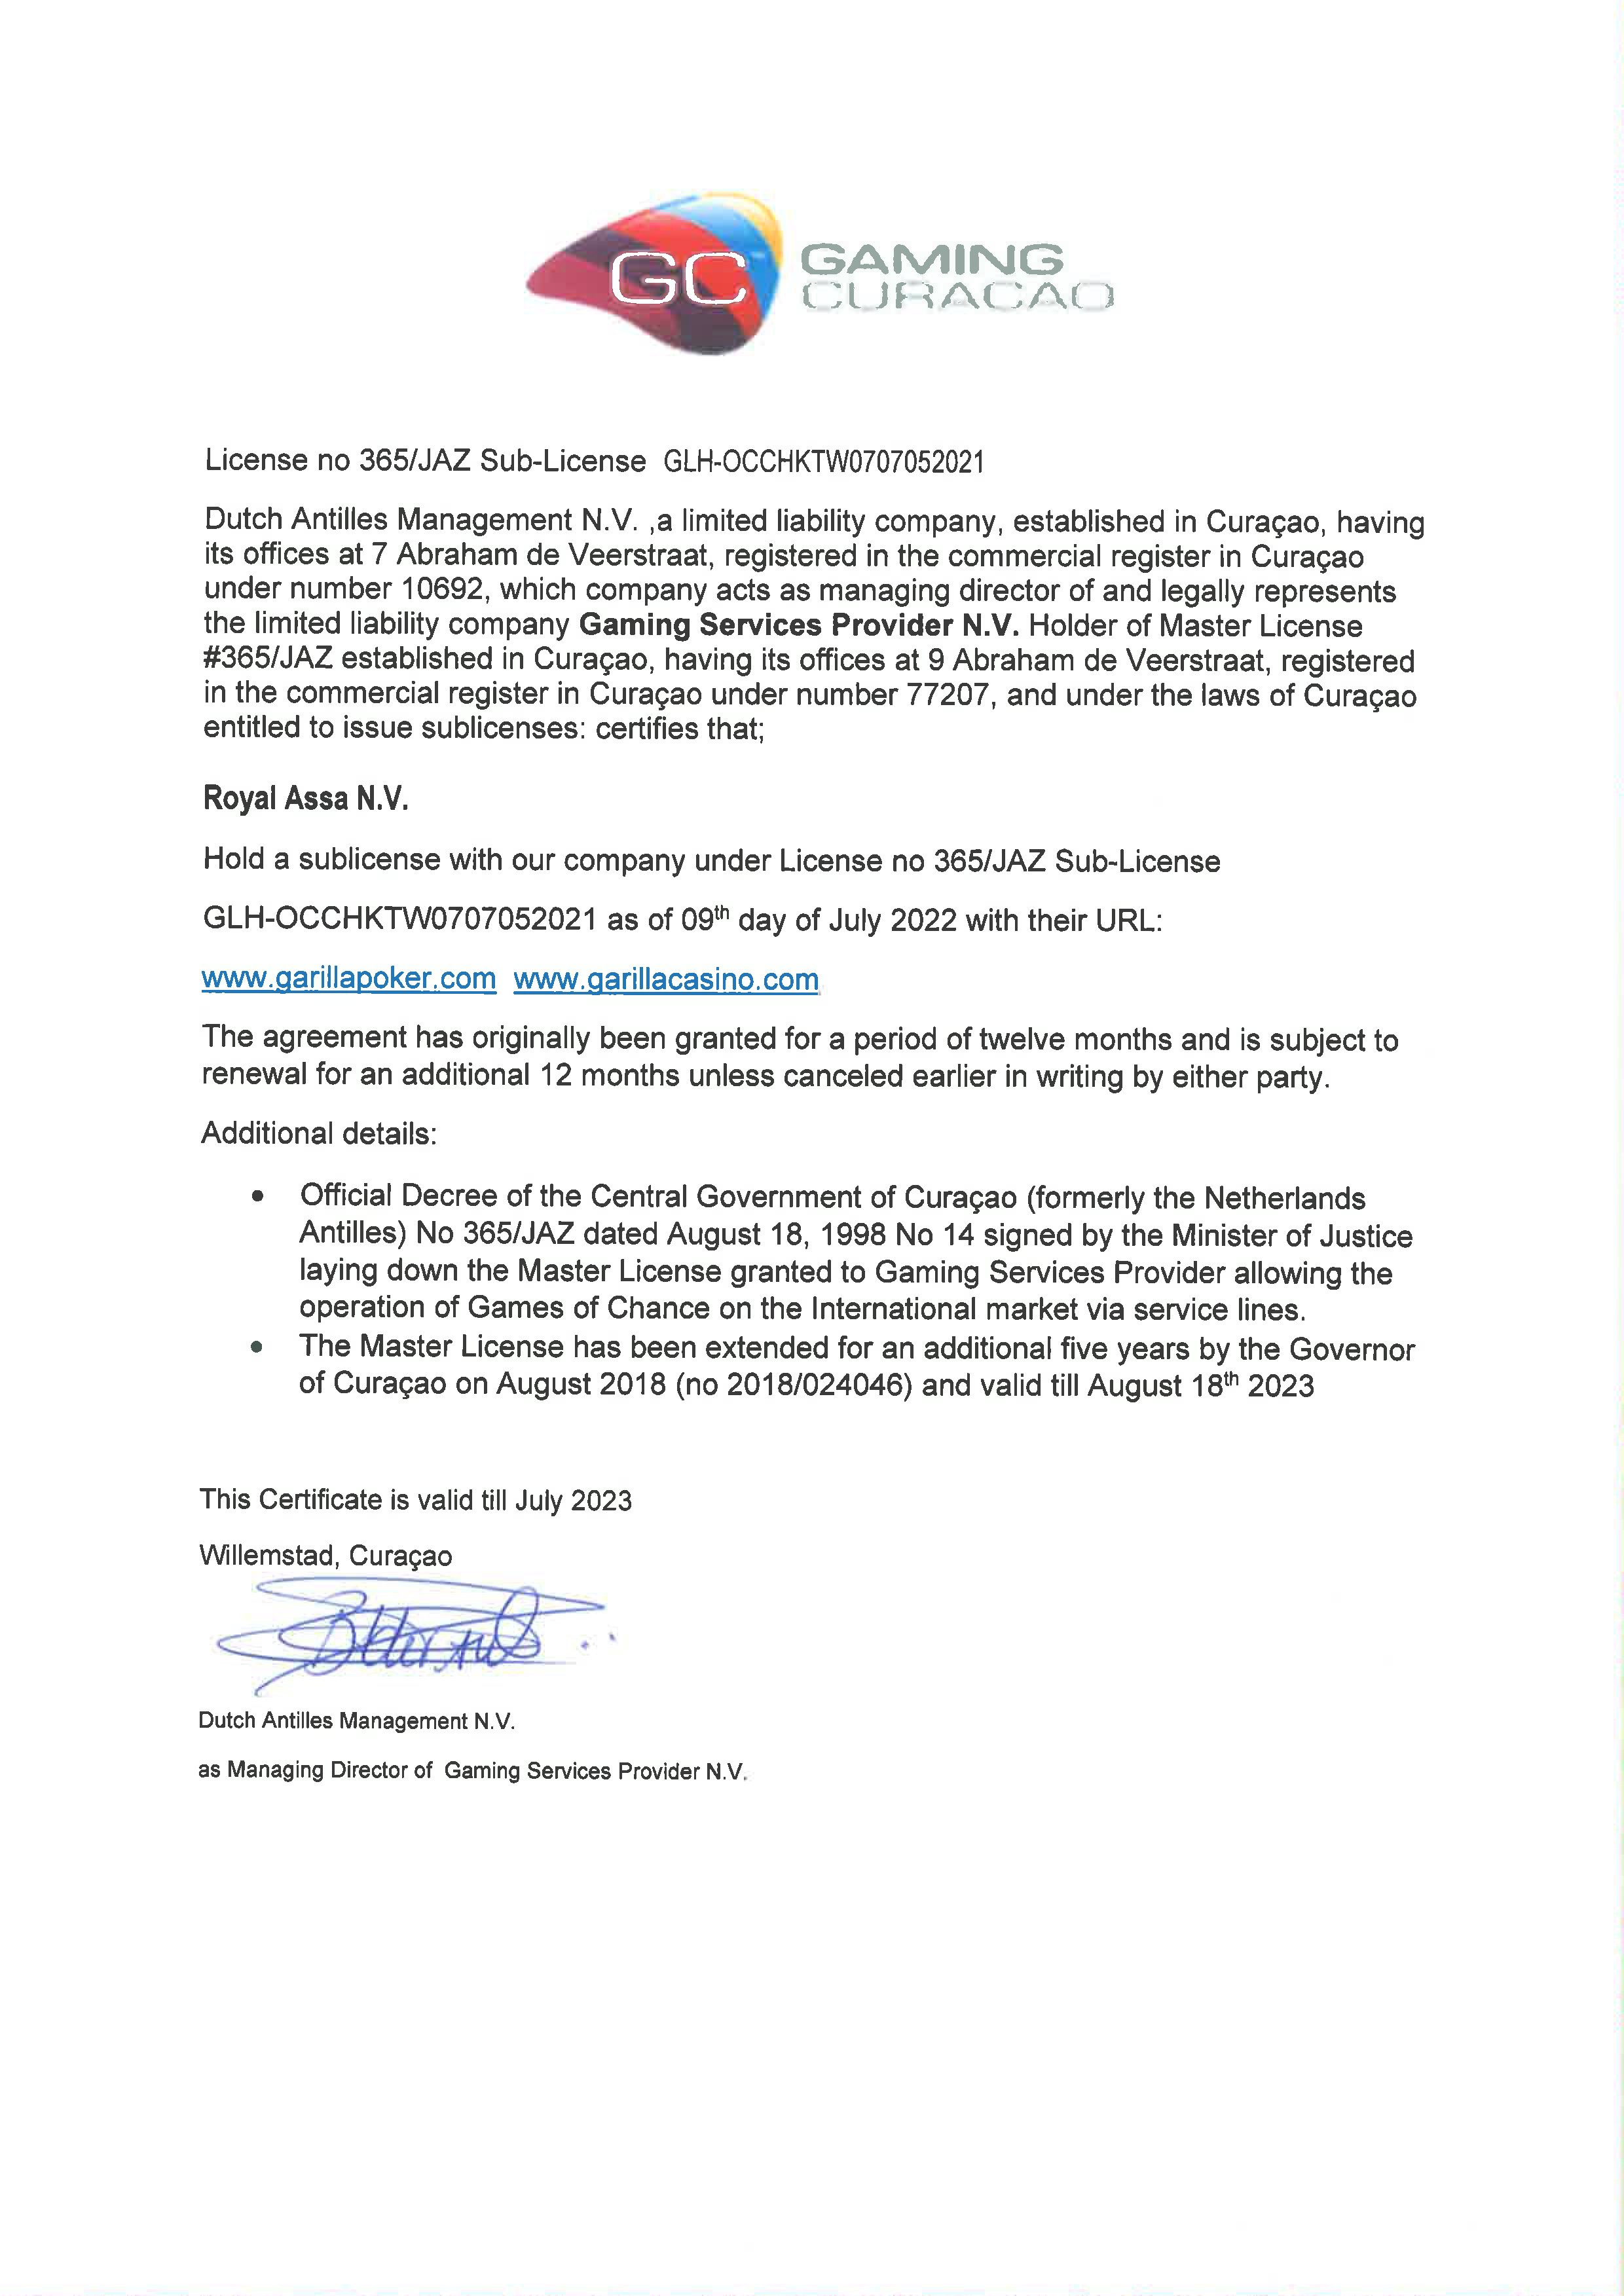 GC GAMING
CURACAO
License no 365/JAZ Sub-License GLH-OCCHKTW0707052021
Dutch Antilles Management N.V. ,a limited liability company, established in Curaçao, having
its offices at 7 Abraham de Veerstraat, registered in the commercial register in Curaçao
under number 10692, which company acts as managing director of and legally represents
the limited liability company Gaming Services Provider N.V. Holder of Master License
#365/JAZ established in Curaçao, having its offices at 9 Abraham de Veerstraat, registered
in the commercial register in Curaçao under number 77207, and under the laws of Curaçao
entitled to issue sublicenses: certifies that;
Royal Assa N.V.
Hold a sublicense with our company under License no 365/JAZ Sub-License
GLH-OCCHKTW0707052021 as of 09th day of July 2022 with their URL:
www.garillapoker.com www.garillacasino.com
The agreement has originally been granted for a period of twelve months and is subject to
renewal for an additional 12 months unless canceled earlier in writing by either party.
Additional details:
• Official Decree of the Central Government of Curaçao (formerly the Netherlands
Antilles) No 365/JAZ dated August 18, 1998 No 14 signed by the Minister of Justice
laying down the Master License granted to Gaming Services Provider allowing the
operation of Games of Chance on the International market via service lines.
• The Master License has been extended for an additional five years by the Governor
of Curaçao on August 2018 (no 2018/024046) and valid till August 18th 2023
This Certificate is valid till July 2023
Willemstad, Curaçao
Dutch Antilles Management N.V.
as Managing Director of Gaming Services Provider N.V.